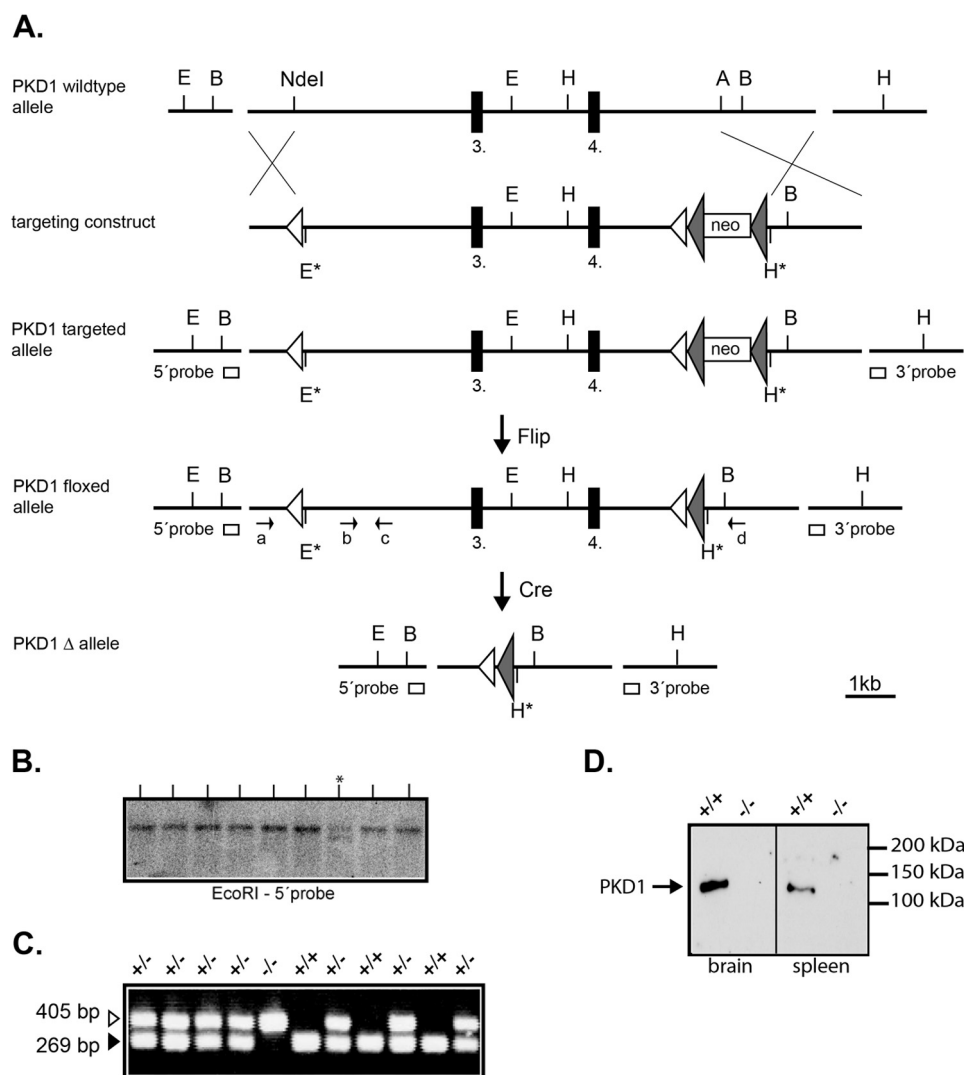 A.
PKD1 wildtype
allele
E B NdeI E H A B H
3. 4.
targeting construct
B
E H
neo
E* 3. 4. H*
PKD1 targeted
allele
E B E H B H
neo
5´probe E* 3. 4. H* 3´probe
Flip
PKD1 floxed
allele
E B E H B H
5´probe a E* b c 3. 4. H* d 3´probe
Cre
PKD1 Δ allele
E B B H
5´probe H* 3´probe
1kb
B.
*
EcoRI - 5´probe
C.
+/- +/- +/- +/- -/- +/+ +/- +/+ +/- +/+ +/-
405 bp
269 bp
D.
+/+ -/- +/+ -/-
200 kDa
150 kDa
PKD1
100 kDa
brain spleen